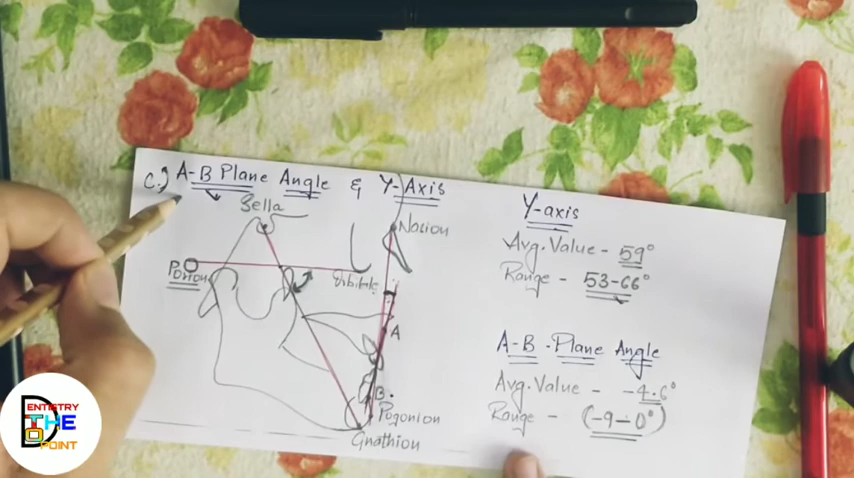 C.) A-B Plane Angle & Y-Axis
Sella
Nasion
Porion
Orbitale
A
B
Pogonion
Gnathion
Y-axis
Avg. Value - 59°
Range - 53-66°
A-B-Plane Angle
Avg. Value - -4.6°
Range - (-9-0°)
DENTISTRY
THE
TO POINT